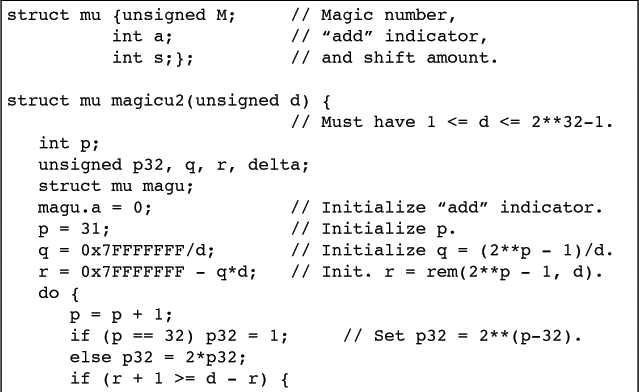 struct mu {unsigned M;     // Magic number,
          int a;          // “add” indicator,
          int s;};        // and shift amount.

struct mu magicu2(unsigned d) {
                          // Must have 1 <= d <= 2**32-1.
   int p;
   unsigned p32, q, r, delta;
   struct mu magu;
   magu.a = 0;            // Initialize “add” indicator.
   p = 31;                // Initialize p.
   q = 0x7FFFFFFF/d;      // Initialize q = (2**p - 1)/d.
   r = 0x7FFFFFFF - q*d;  // Init. r = rem(2**p - 1, d).
   do {
      p = p + 1;
      if (p == 32) p32 = 1;     // Set p32 = 2**(p-32).
      else p32 = 2*p32;
      if (r + 1 >= d - r) {